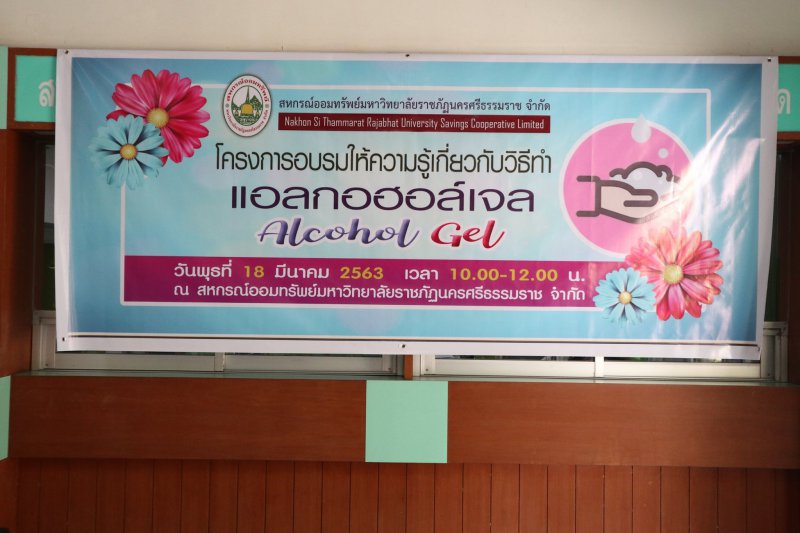 สหกรณ์ออมทรัพย์มหาวิทยาลัยราชภัฏนครศรีธรรมราช จำกัด
Nakhon Si Thammarat Rajabhat University Savings Cooperative Limited
โครงการอบรมให้ความรู้เกี่ยวกับวิธีทำ
แอลกอฮอล์เจล
Alcohol Gel
วันพุธที่ 18 มีนาคม 2563 เวลา 10.00-12.00 น.
ณ สหกรณ์ออมทรัพย์มหาวิทยาลัยราชภัฏนครศรีธรรมราช จำกัด